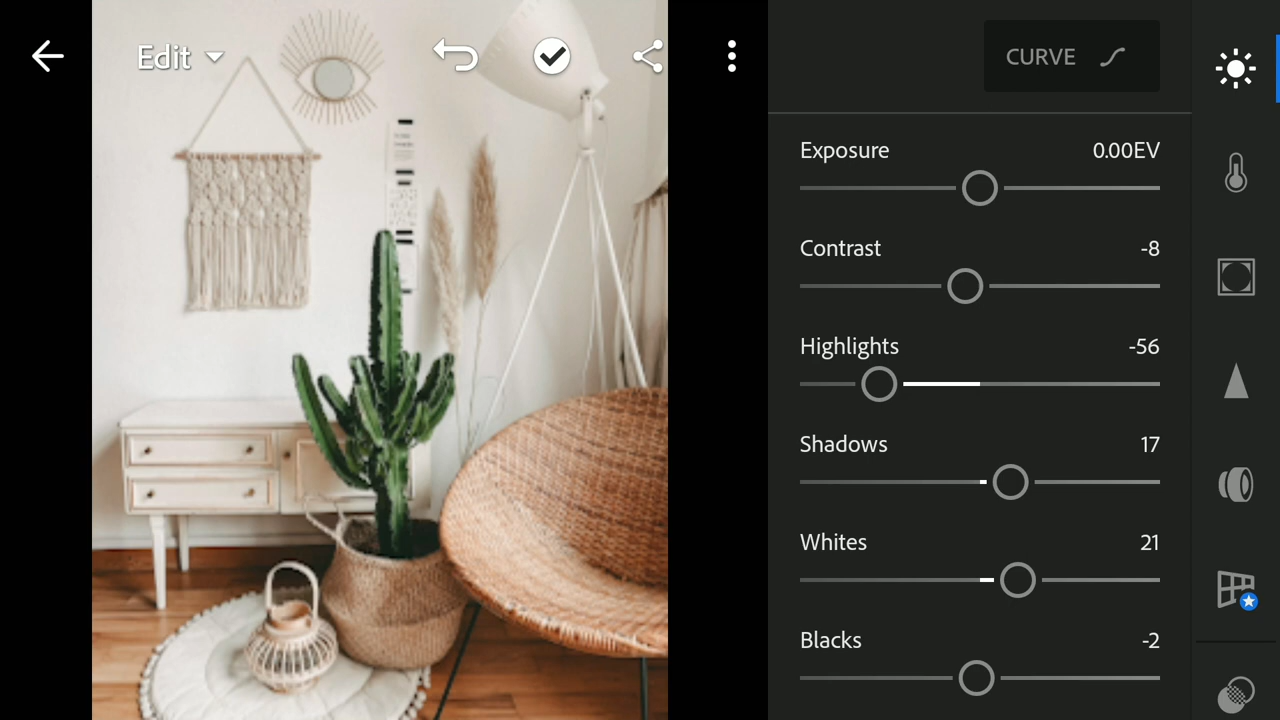 Edit
CURVE
Exposure 0.00EV
Contrast -8
Highlights -56
Shadows 17
Whites 21
Blacks -2